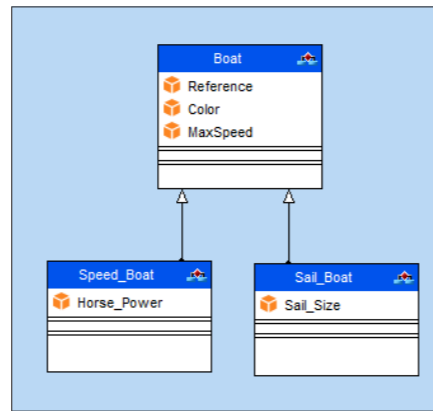 Boat
Reference
Color
MaxSpeed
Speed_Boat
Horse_Power
Sail_Boat
Sail_Size